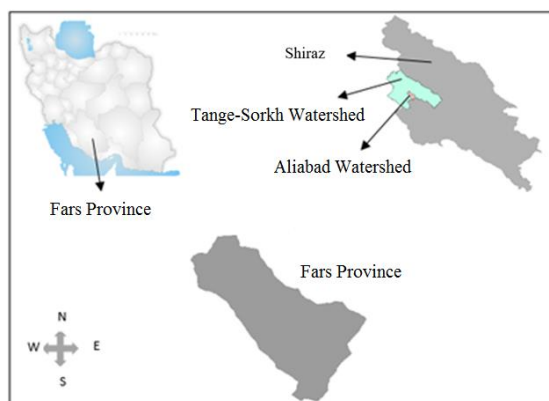 Shiraz
Tange-Sorkh Watershed
Aliabad Watershed
Fars Province
Fars Province
N
W E
S